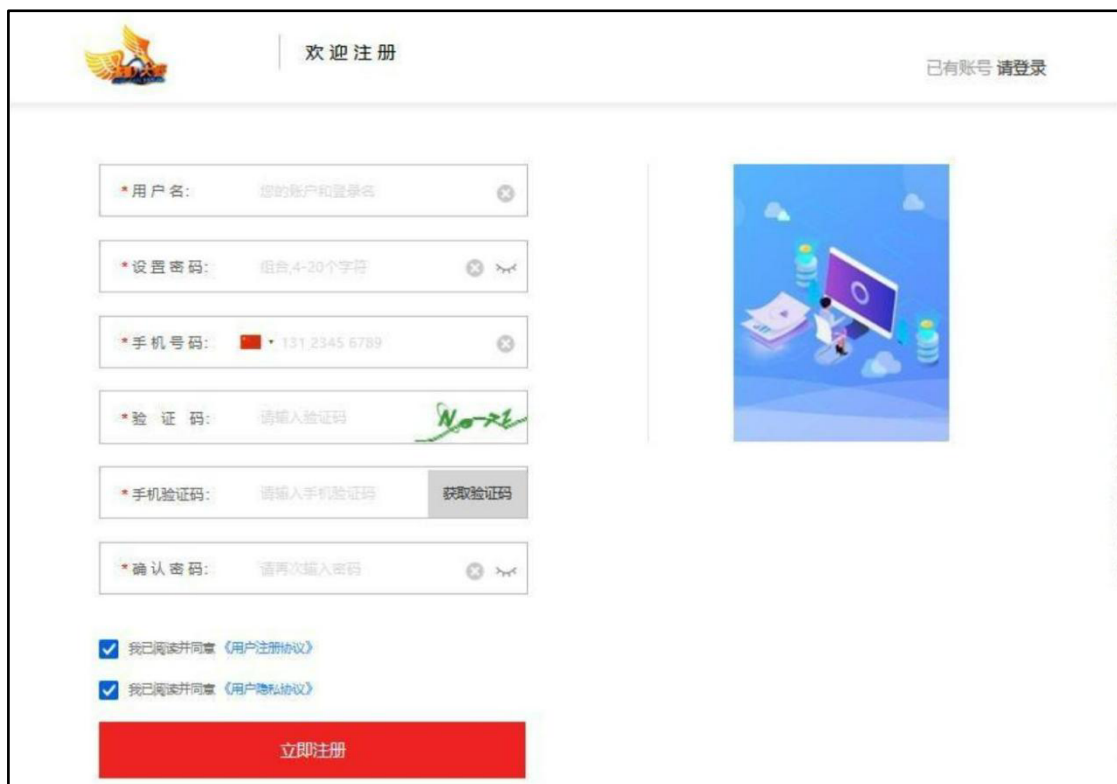 欢迎注册
已有账号 请登录
*用户名: 您的账户和登录名
*设置密码: 组合,4-20个字符
*手机号码: 131 2345 6789
*验 证 码: 请输入验证码
*手机验证码: 请输入手机验证码 获取验证码
*确认密码: 请再次输入密码
我已阅读并同意《用户注册协议》
我已阅读并同意《用户隐私协议》
立即注册